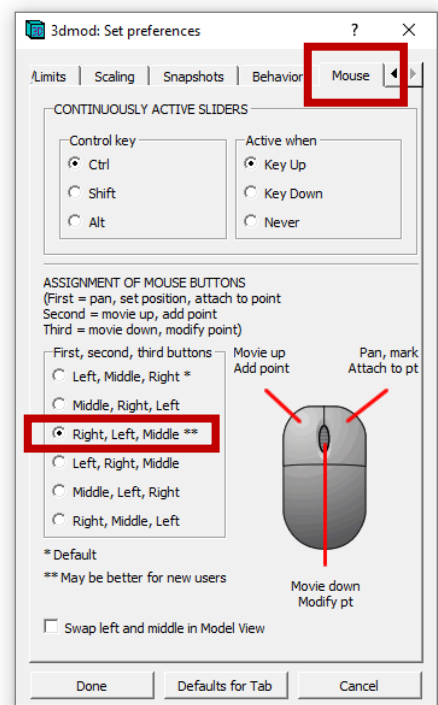 3dmod: Set preferences
? ×
/Limits Scaling Snapshots Behavior Mouse
CONTINUOUSLY ACTIVE SLIDERS
Control key
Active when
Ctrl
Key Up
Shift
Key Down
Alt
Never
ASSIGNMENT OF MOUSE BUTTONS
(First = pan, set position, attach to point
Second = movie up, add point
Third = movie down, modify point)
First, second, third buttons
Left, Middle, Right *
Middle, Right, Left
Right, Left, Middle **
Left, Right, Middle
Middle, Left, Right
Right, Middle, Left
Movie up
Add point
Pan, mark
Attach to pt
Movie down
Modify pt
* Default
** May be better for new users
Swap left and middle in Model View
Done Defaults for Tab Cancel